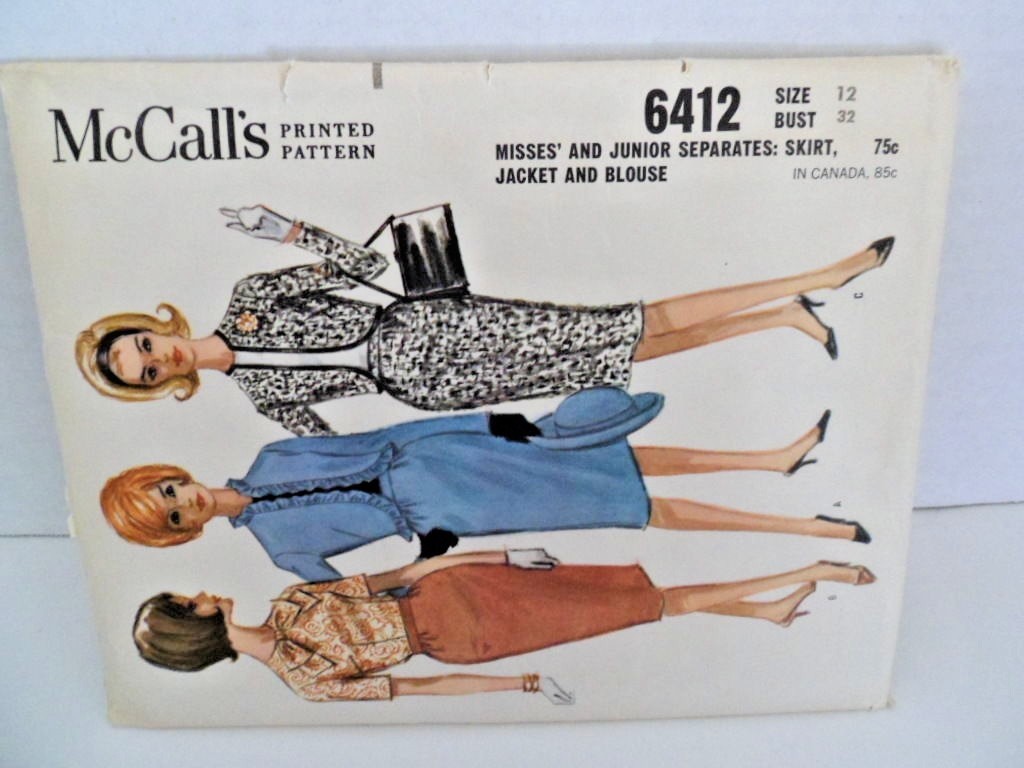 McCall's PRINTED PATTERN
6412 SIZE 12
BUST 32
MISSES' AND JUNIOR SEPARATES: SKIRT, 75c
JACKET AND BLOUSE IN CANADA, 85c
C
A
B